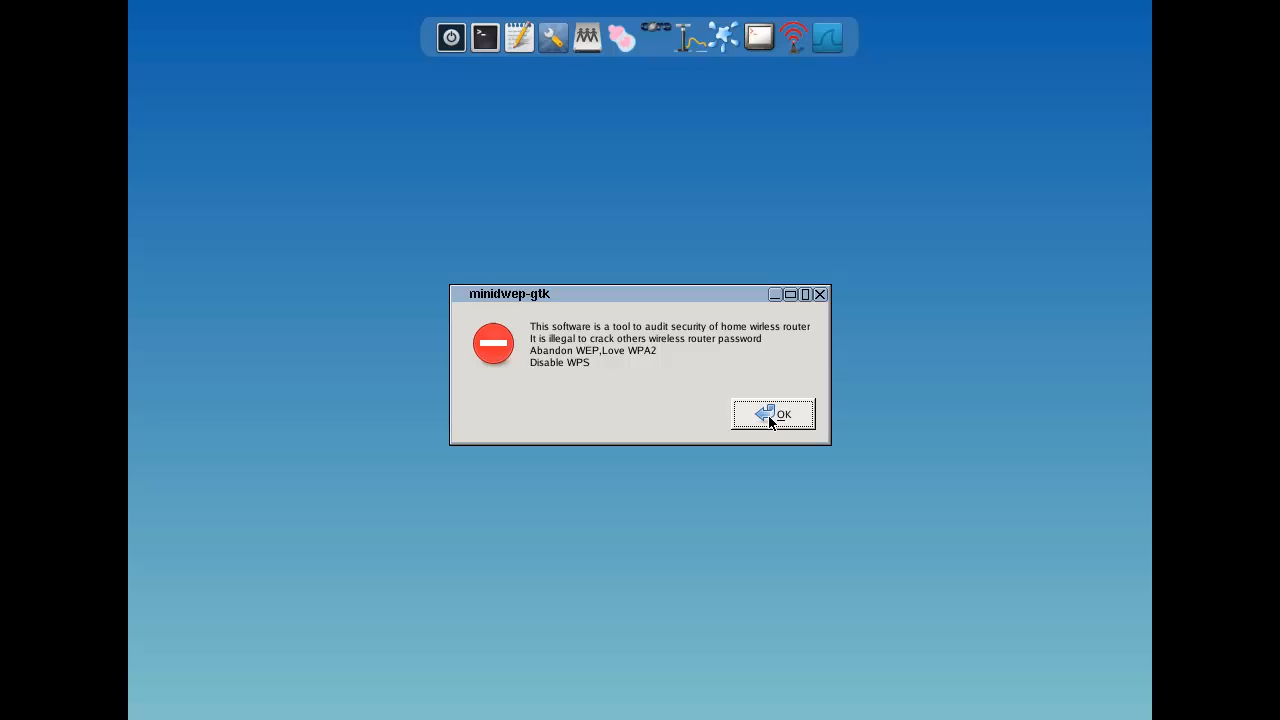 minidwep-gtk
This software is a tool to audit security of home wirless router
It is illegal to crack others wireless router password
Abandon WEP,Love WPA2
Disable WPS
OK